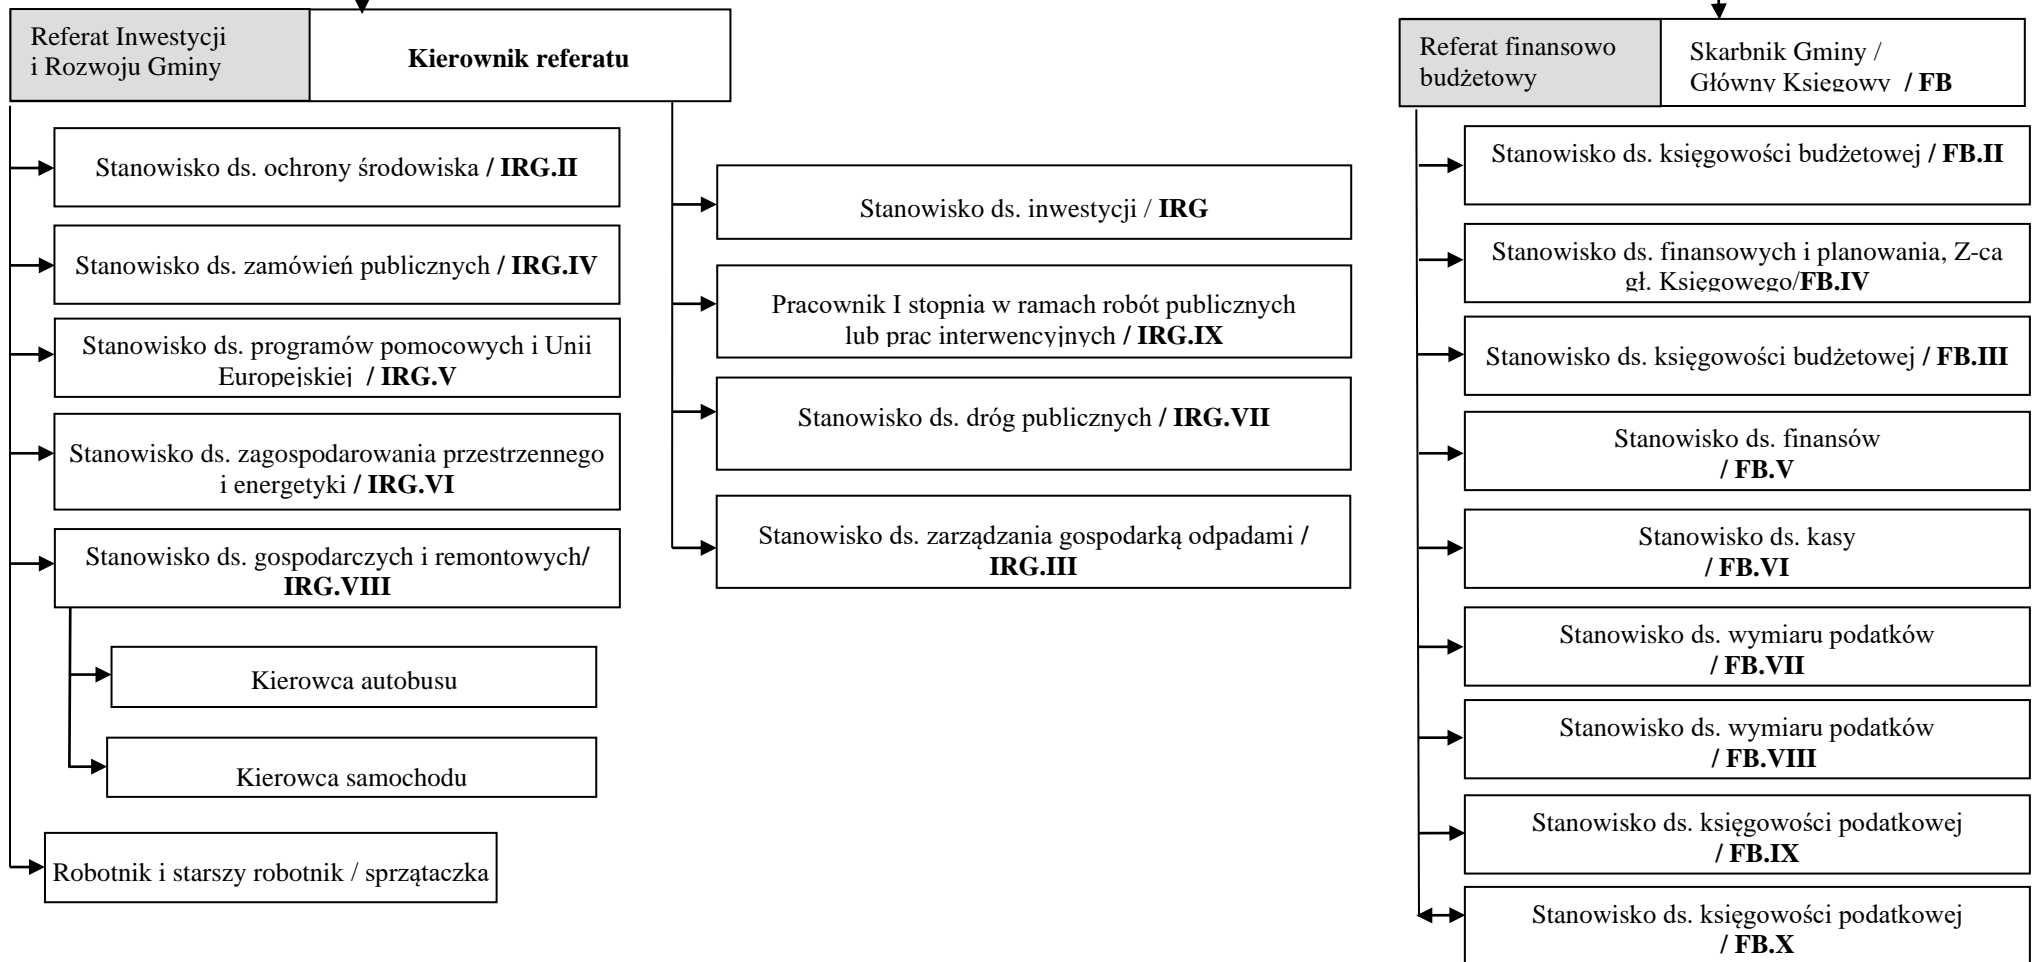 Referat Inwestycji
i Rozwoju Gminy
Kierownik referatu
Stanowisko ds. ochrony środowiska / IRG.II
Stanowisko ds. zamówień publicznych / IRG.IV
Stanowisko ds. programów pomocowych i Unii
Europejskiej / IRG.V
Stanowisko ds. zagospodarowania przestrzennego
i energetyki / IRG.VI
Stanowisko ds. gospodarczych i remontowych/
IRG.VIII
Kierowca autobusu
Kierowca samochodu
Robotnik i starszy robotnik / sprzątaczka
Stanowisko ds. inwestycji / IRG
Pracownik I stopnia w ramach robót publicznych
lub prac interwencyjnych / IRG.IX
Stanowisko ds. dróg publicznych / IRG.VII
Stanowisko ds. zarządzania gospodarką odpadami /
IRG.III
Referat finansowo
budżetowy
Skarbnik Gminy /
Główny Księgowy / FB
Stanowisko ds. księgowości budżetowej / FB.II
Stanowisko ds. finansowych i planowania, Z-ca
gł. Księgowego/FB.IV
Stanowisko ds. księgowości budżetowej / FB.III
Stanowisko ds. finansów
/ FB.V
Stanowisko ds. kasy
/ FB.VI
Stanowisko ds. wymiaru podatków
/ FB.VII
Stanowisko ds. wymiaru podatków
/ FB.VIII
Stanowisko ds. księgowości podatkowej
/ FB.IX
Stanowisko ds. księgowości podatkowej
/ FB.X